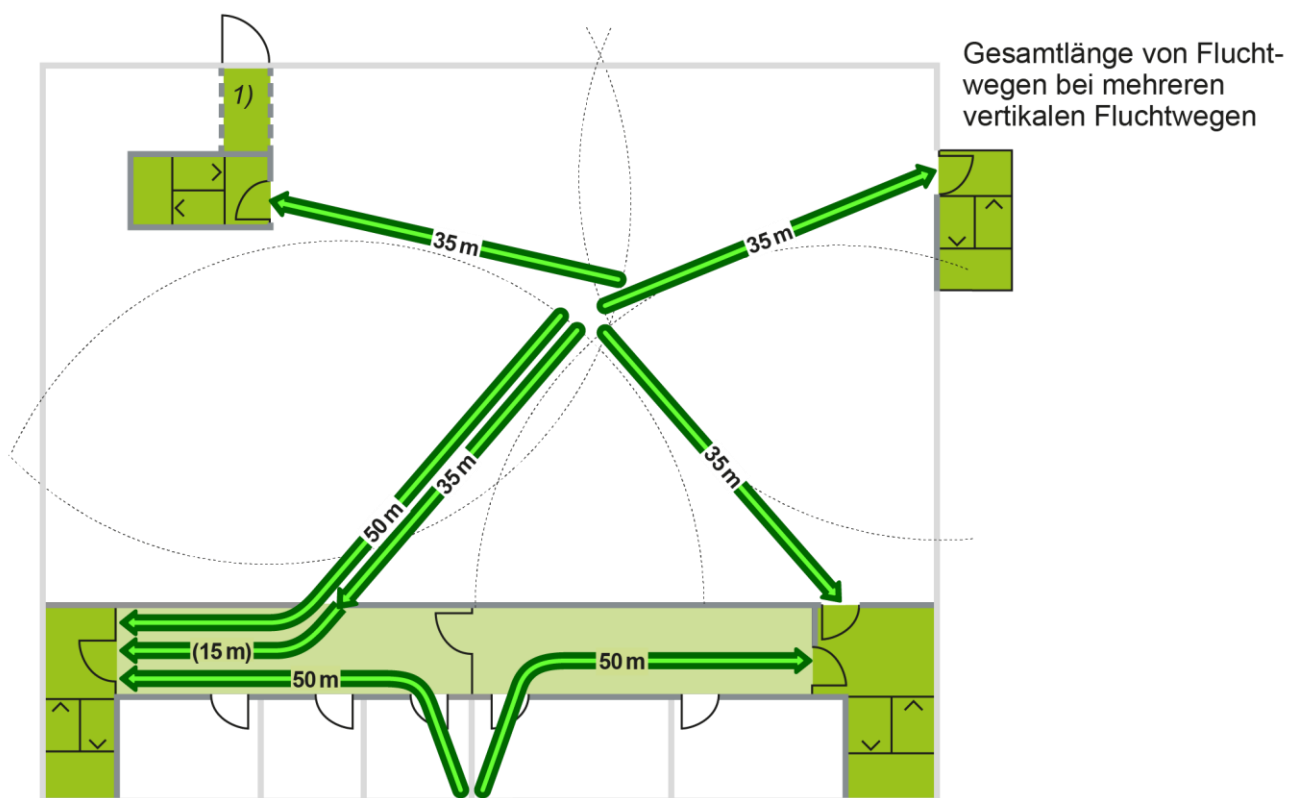 Gesamtlänge von Flucht-
wegen bei mehreren
vertikalen Fluchtwegen
1)
35 m
35 m
35 m
35 m
50 m
(15 m)
50 m
50 m